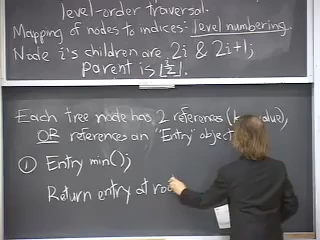 level-order traversal.
Mapping of nodes to indices: level numbering.
Node i's children are 2i & 2i+1;
parent is ⌊i/2⌋.
Each tree node has 2 references (k, value),
OR references an "Entry" object
① Entry min();
Return entry at